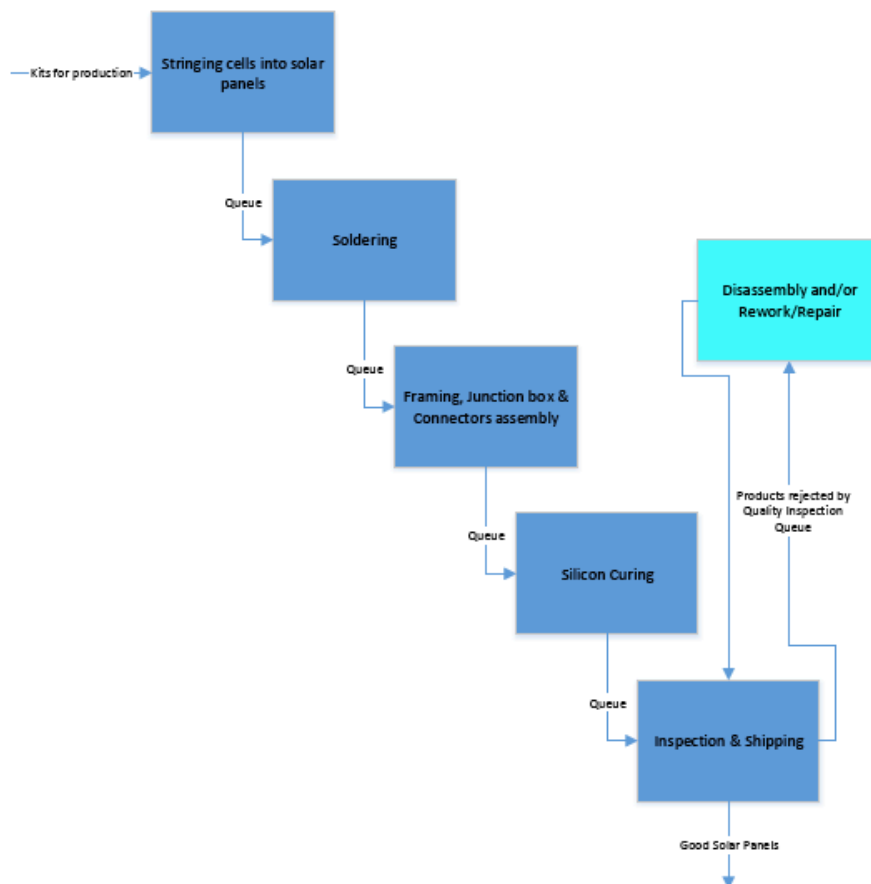 Kits for production
Stringing cells into solar
panels
Queue
Soldering
Queue
Framing, Junction box &
Connectors assembly
Queue
Silicon Curing
Queue
Inspection & Shipping
Disassembly and/or
Rework/Repair
Products rejected by
Quality Inspection
Queue
Good Solar Panels